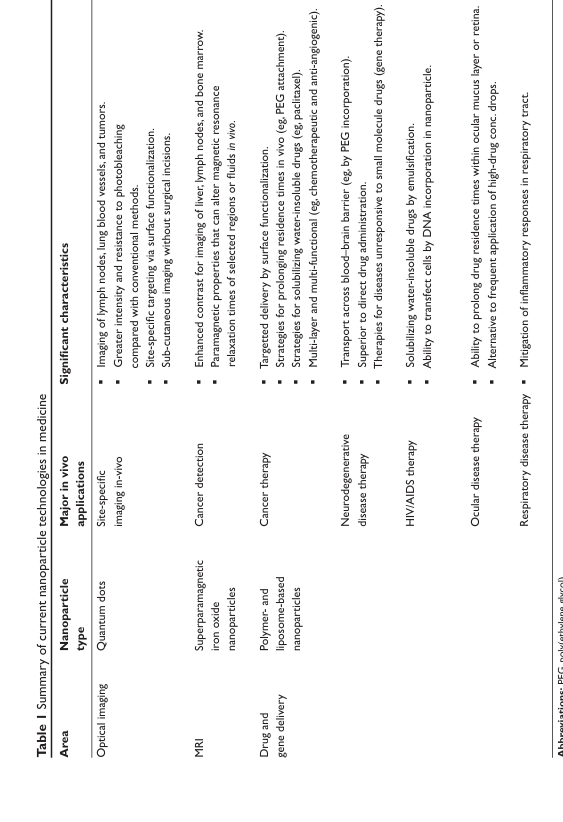 Table 1 Summary of current nanoparticle technologies in medicine
Area
Nanoparticle
type
Major in vivo
applications
Significant characteristics
Optical imaging
Quantum dots
Site-specific
imaging in-vivo
▪ Imaging of lymph nodes, lung blood vessels, and tumors.
▪ Greater intensity and resistance to photobleaching
compared with conventional methods.
▪ Site-specific targeting via surface functionalization.
▪ Sub-cutaneous imaging without surgical incisions.
MRI
Superparamagnetic
iron oxide
nanoparticles
Cancer detection
▪ Enhanced contrast for imaging of liver, lymph nodes, and bone marrow.
▪ Paramagnetic properties that can alter magnetic resonance
relaxation times of selected regions or fluids in vivo.
Drug and
gene delivery
Polymer- and
liposome-based
nanoparticles
Cancer therapy
▪ Targetted delivery by surface functionalization.
▪ Strategies for prolonging residence times in vivo (eg, PEG attachment).
▪ Strategies for solubilizing water-insoluble drugs (eg, paclitaxel).
▪ Multi-layer and multi-functional (eg, chemotherapeutic and anti-angiogenic).
Neurodegenerative
disease therapy
▪ Transport across blood–brain barrier (eg, by PEG incorporation).
▪ Superior to direct drug administration.
▪ Therapies for diseases unresponsive to small molecule drugs (gene therapy).
HIV/AIDS therapy
▪ Solubilizing water-insoluble drugs by emulsification.
▪ Ability to transfect cells by DNA incorporation in nanoparticle.
Ocular disease therapy
▪ Ability to prolong drug residence times within ocular mucus layer or retina.
▪ Alternative to frequent application of high-drug conc. drops.
Respiratory disease therapy
▪ Mitigation of inflammatory responses in respiratory tract.
Abbreviations: PEG, poly(ethylene glycol)